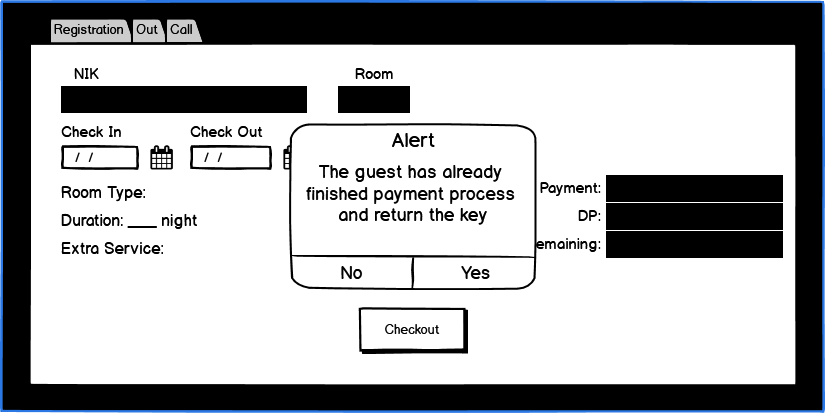 Registration Out Call
NIK Room
Check In Check Out
/ / / /
Alert
The guest has already
finished payment process
and return the key
No Yes
Room Type:
Duration: ___ night
Extra Service:
Payment:
DP:
emaining:
Checkout